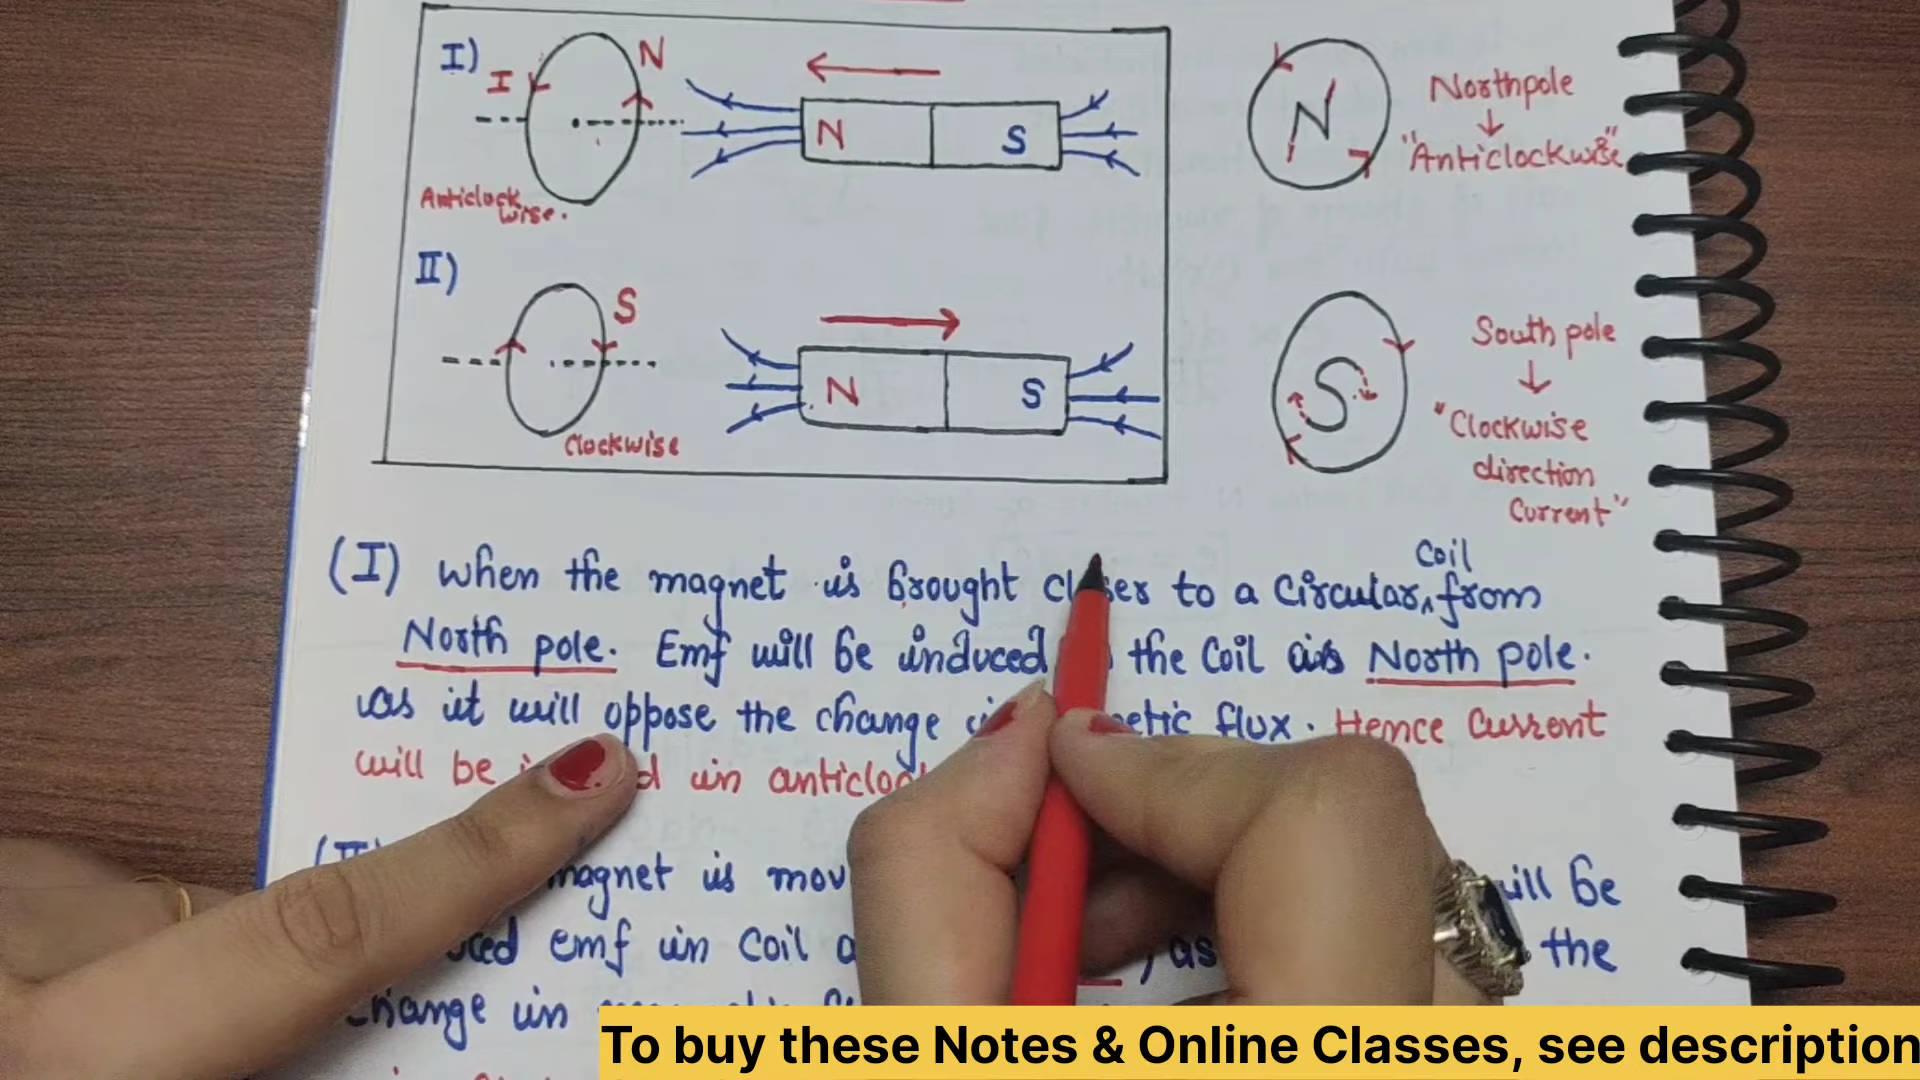 I)
I
N
N
S
Anticlock
wise.
N
Northpole
↓
"Anticlockwise"
II)
S
N
S
Clockwise
S
South pole
↓
"Clockwise
direction
Current"
(I) when the magnet is brought closer to a Circular^ from
Coil
North pole. Emf will be induced the Coil as North pole.
as it will oppose the change flux. Hence Current
will be in
magnet is will be
emf in Coil , as the
change in
To buy these Notes & Online Classes, see description